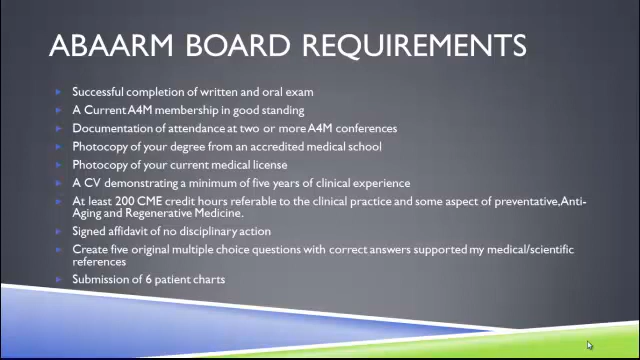 ABAARM BOARD REQUIREMENTS
Successful completion of written and oral exam
A Current A4M membership in good standing
Documentation of attendance at two or more A4M conferences
Photocopy of your degree from an accredited medical school
Photocopy of your current medical license
A CV demonstrating a minimum of five years of clinical experience
At least 200 CME credit hours referable to the clinical practice and some aspect of preventative, Anti-
Aging and Regenerative Medicine.
Signed affidavit of no disciplinary action
Create five original multiple choice questions with correct answers supported my medical/scientific
references
Submission of 6 patient charts